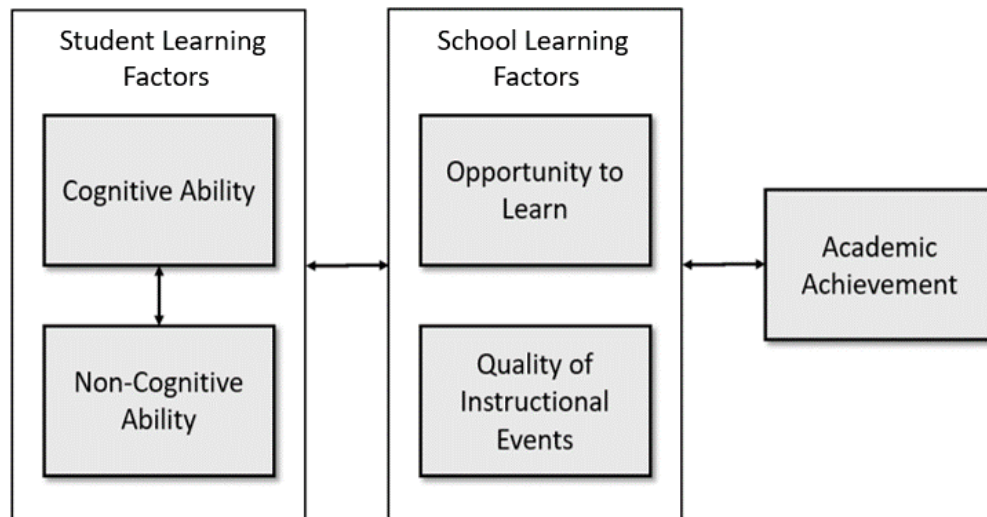 Student Learning
Factors
Cognitive Ability
Non-Cognitive
Ability
School Learning
Factors
Opportunity to
Learn
Quality of
Instructional
Events
Academic
Achievement